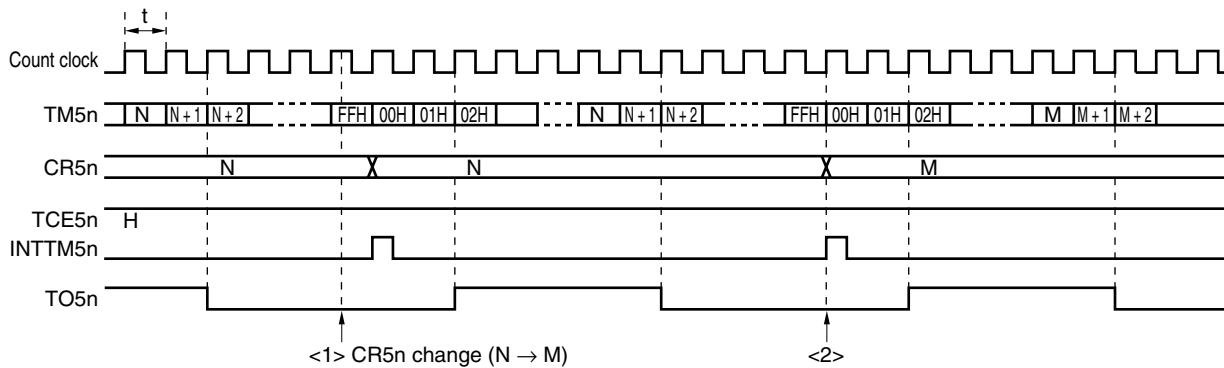 t
Count clock
TM5n N N + 1 N + 2 FFH 00H 01H 02H N N + 1 N + 2 FFH 00H 01H 02H M M + 1 M + 2
CR5n N N M
TCE5n H
INTTM5n
TO5n
<1> CR5n change (N → M) <2>